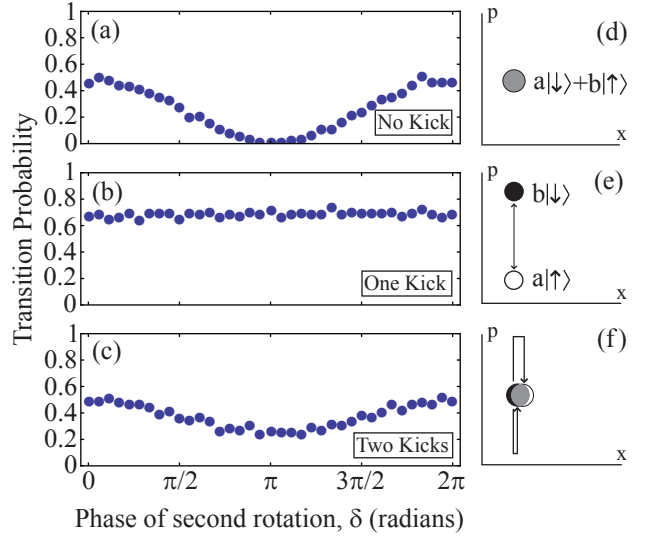 Transition Probability
(a)
1
0.8
0.6
0.4
0.2
0
No Kick
(b)
1
0.8
0.6
0.4
0.2
0
One Kick
(c)
1
0.8
0.6
0.4
0.2
0
Two Kicks
0 π/2 π 3π/2 2π
Phase of second rotation, δ (radians)
p
(d)
a|↓⟩+b|↑⟩
x
p
(e)
b|↓⟩
a|↑⟩
x
p
(f)
x